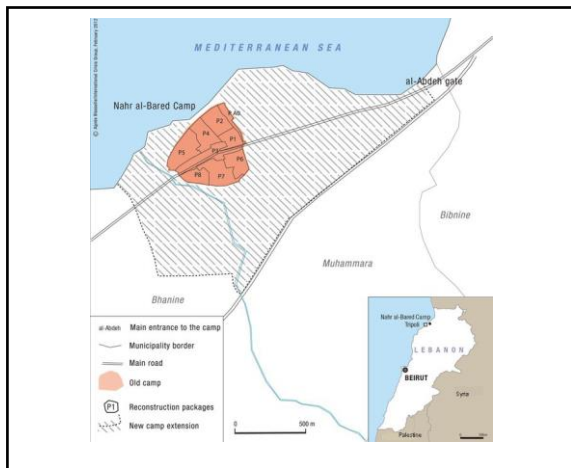 MEDITERRANEAN SEA
al-Abdeh gate
Nahr al-Bared Camp
P2
P4
P1
P5
P6
P8
P7
Bibnine
Muhammara
Bhanine
al-Abdeh Main entrance to the camp
Municipality border
Main road
Old camp
P1 Reconstruction packages
New camp extension
0 500 m
Nahr al-Bared Camp
Tripoli
LEBANON
BEIRUT
Syria
Palestine